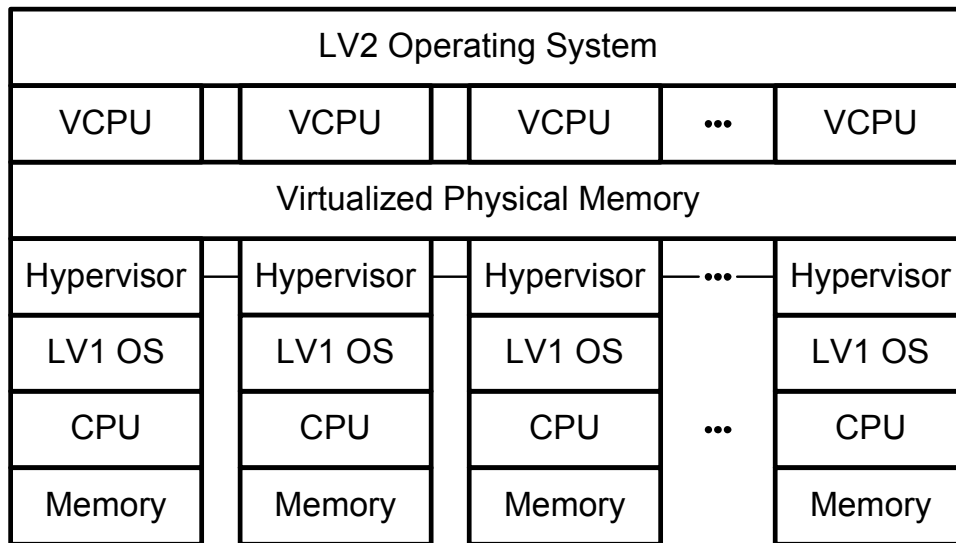 LV2 Operating System
VCPU VCPU VCPU ... VCPU
Virtualized Physical Memory
Hypervisor Hypervisor Hypervisor ... Hypervisor
LV1 OS LV1 OS LV1 OS LV1 OS
CPU CPU CPU ... CPU
Memory Memory Memory Memory